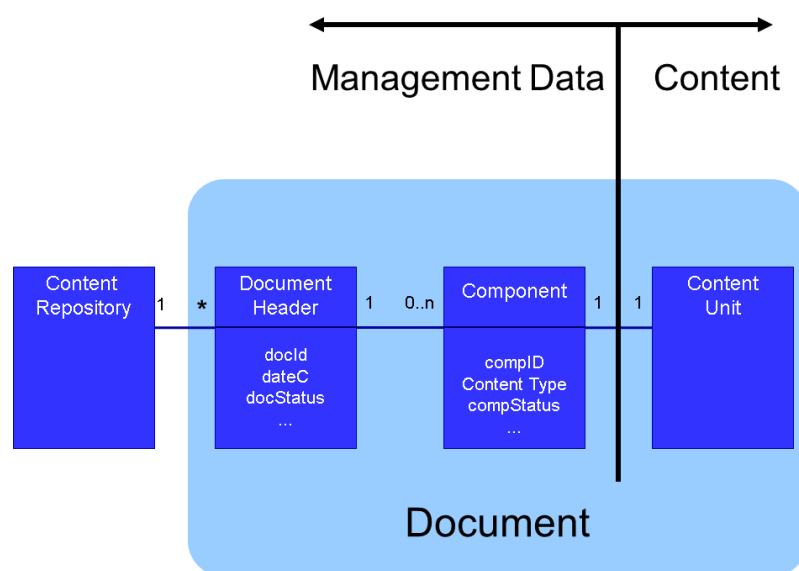 Management Data
Content
Content
Repository
1
*
Document
Header
docId
dateC
docStatus
...
1
0..n
Component
compID
Content Type
compStatus
...
1
1
Content
Unit
Document